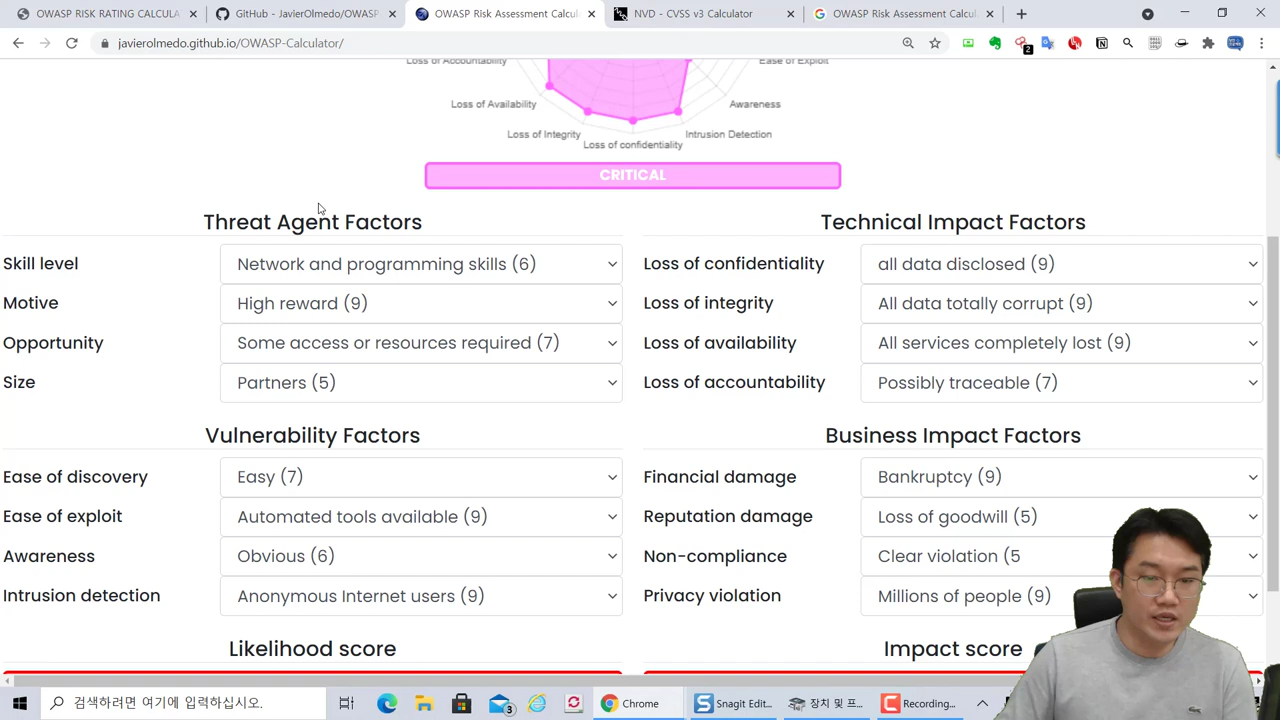 OWASP RISK RATING CALCULA
GitHub - JavierOlmedo/OWASP
OWASP Risk Assessment Calcul
NVD - CVSS v3 Calculator
OWASP Risk Assessment Calcul
javierolmedo.github.io/OWASP-Calculator/
2
Loss of Accountability
Ease of Exploit
Loss of Availability
Awareness
Loss of Integrity
Intrusion Detection
Loss of confidentiality
CRITICAL
Threat Agent Factors
Skill level
Network and programming skills (6)
Motive
High reward (9)
Opportunity
Some access or resources required (7)
Size
Partners (5)
Technical Impact Factors
Loss of confidentiality
all data disclosed (9)
Loss of integrity
All data totally corrupt (9)
Loss of availability
All services completely lost (9)
Loss of accountability
Possibly traceable (7)
Vulnerability Factors
Ease of discovery
Easy (7)
Ease of exploit
Automated tools available (9)
Awareness
Obvious (6)
Intrusion detection
Anonymous Internet users (9)
Business Impact Factors
Financial damage
Bankruptcy (9)
Reputation damage
Loss of goodwill (5)
Non-compliance
Clear violation (5
Privacy violation
Millions of people (9)
Likelihood score
Impact score
검색하려면 여기에 입력하십시오.
3
Chrome
Snagit Edit...
장치 및 프...
Recording...